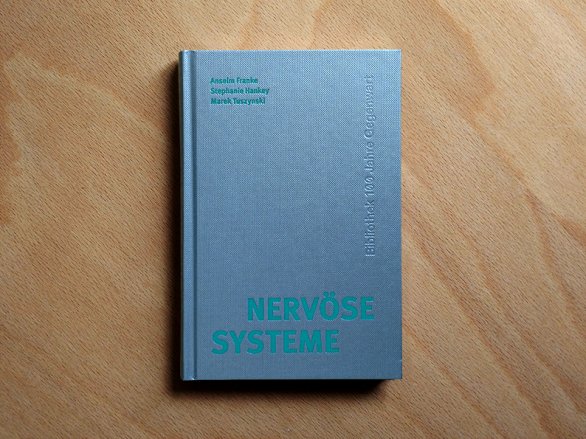 Anselm Franke
Stephanie Hankey
Marek Tuszynski
Bibliothek 100 Jahre Gegenwart
NERVÖSE
SYSTEME